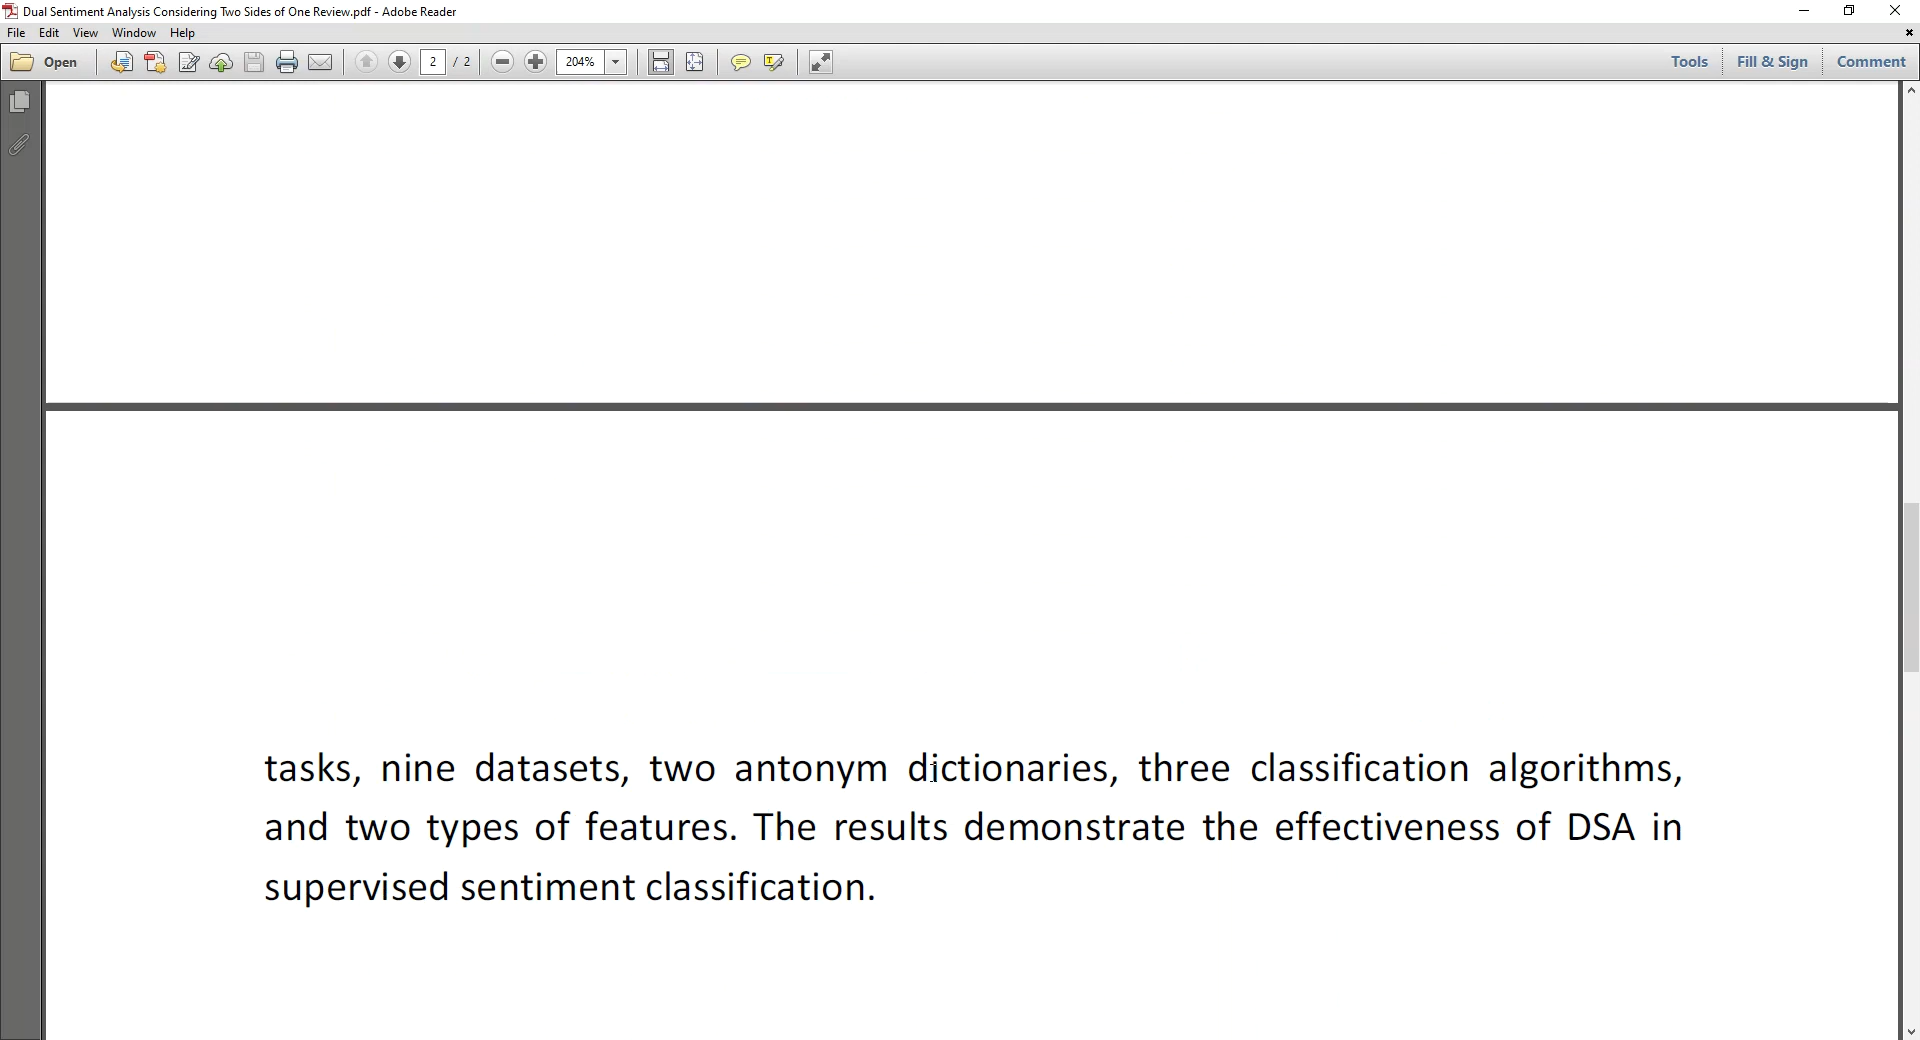 Dual Sentiment Analysis Considering Two Sides of One Review.pdf - Adobe Reader
File Edit View Window Help
Open 2 / 2 204% Tools Fill & Sign Comment
tasks, nine datasets, two antonym dictionaries, three classification algorithms,
and two types of features. The results demonstrate the effectiveness of DSA in
supervised sentiment classification.